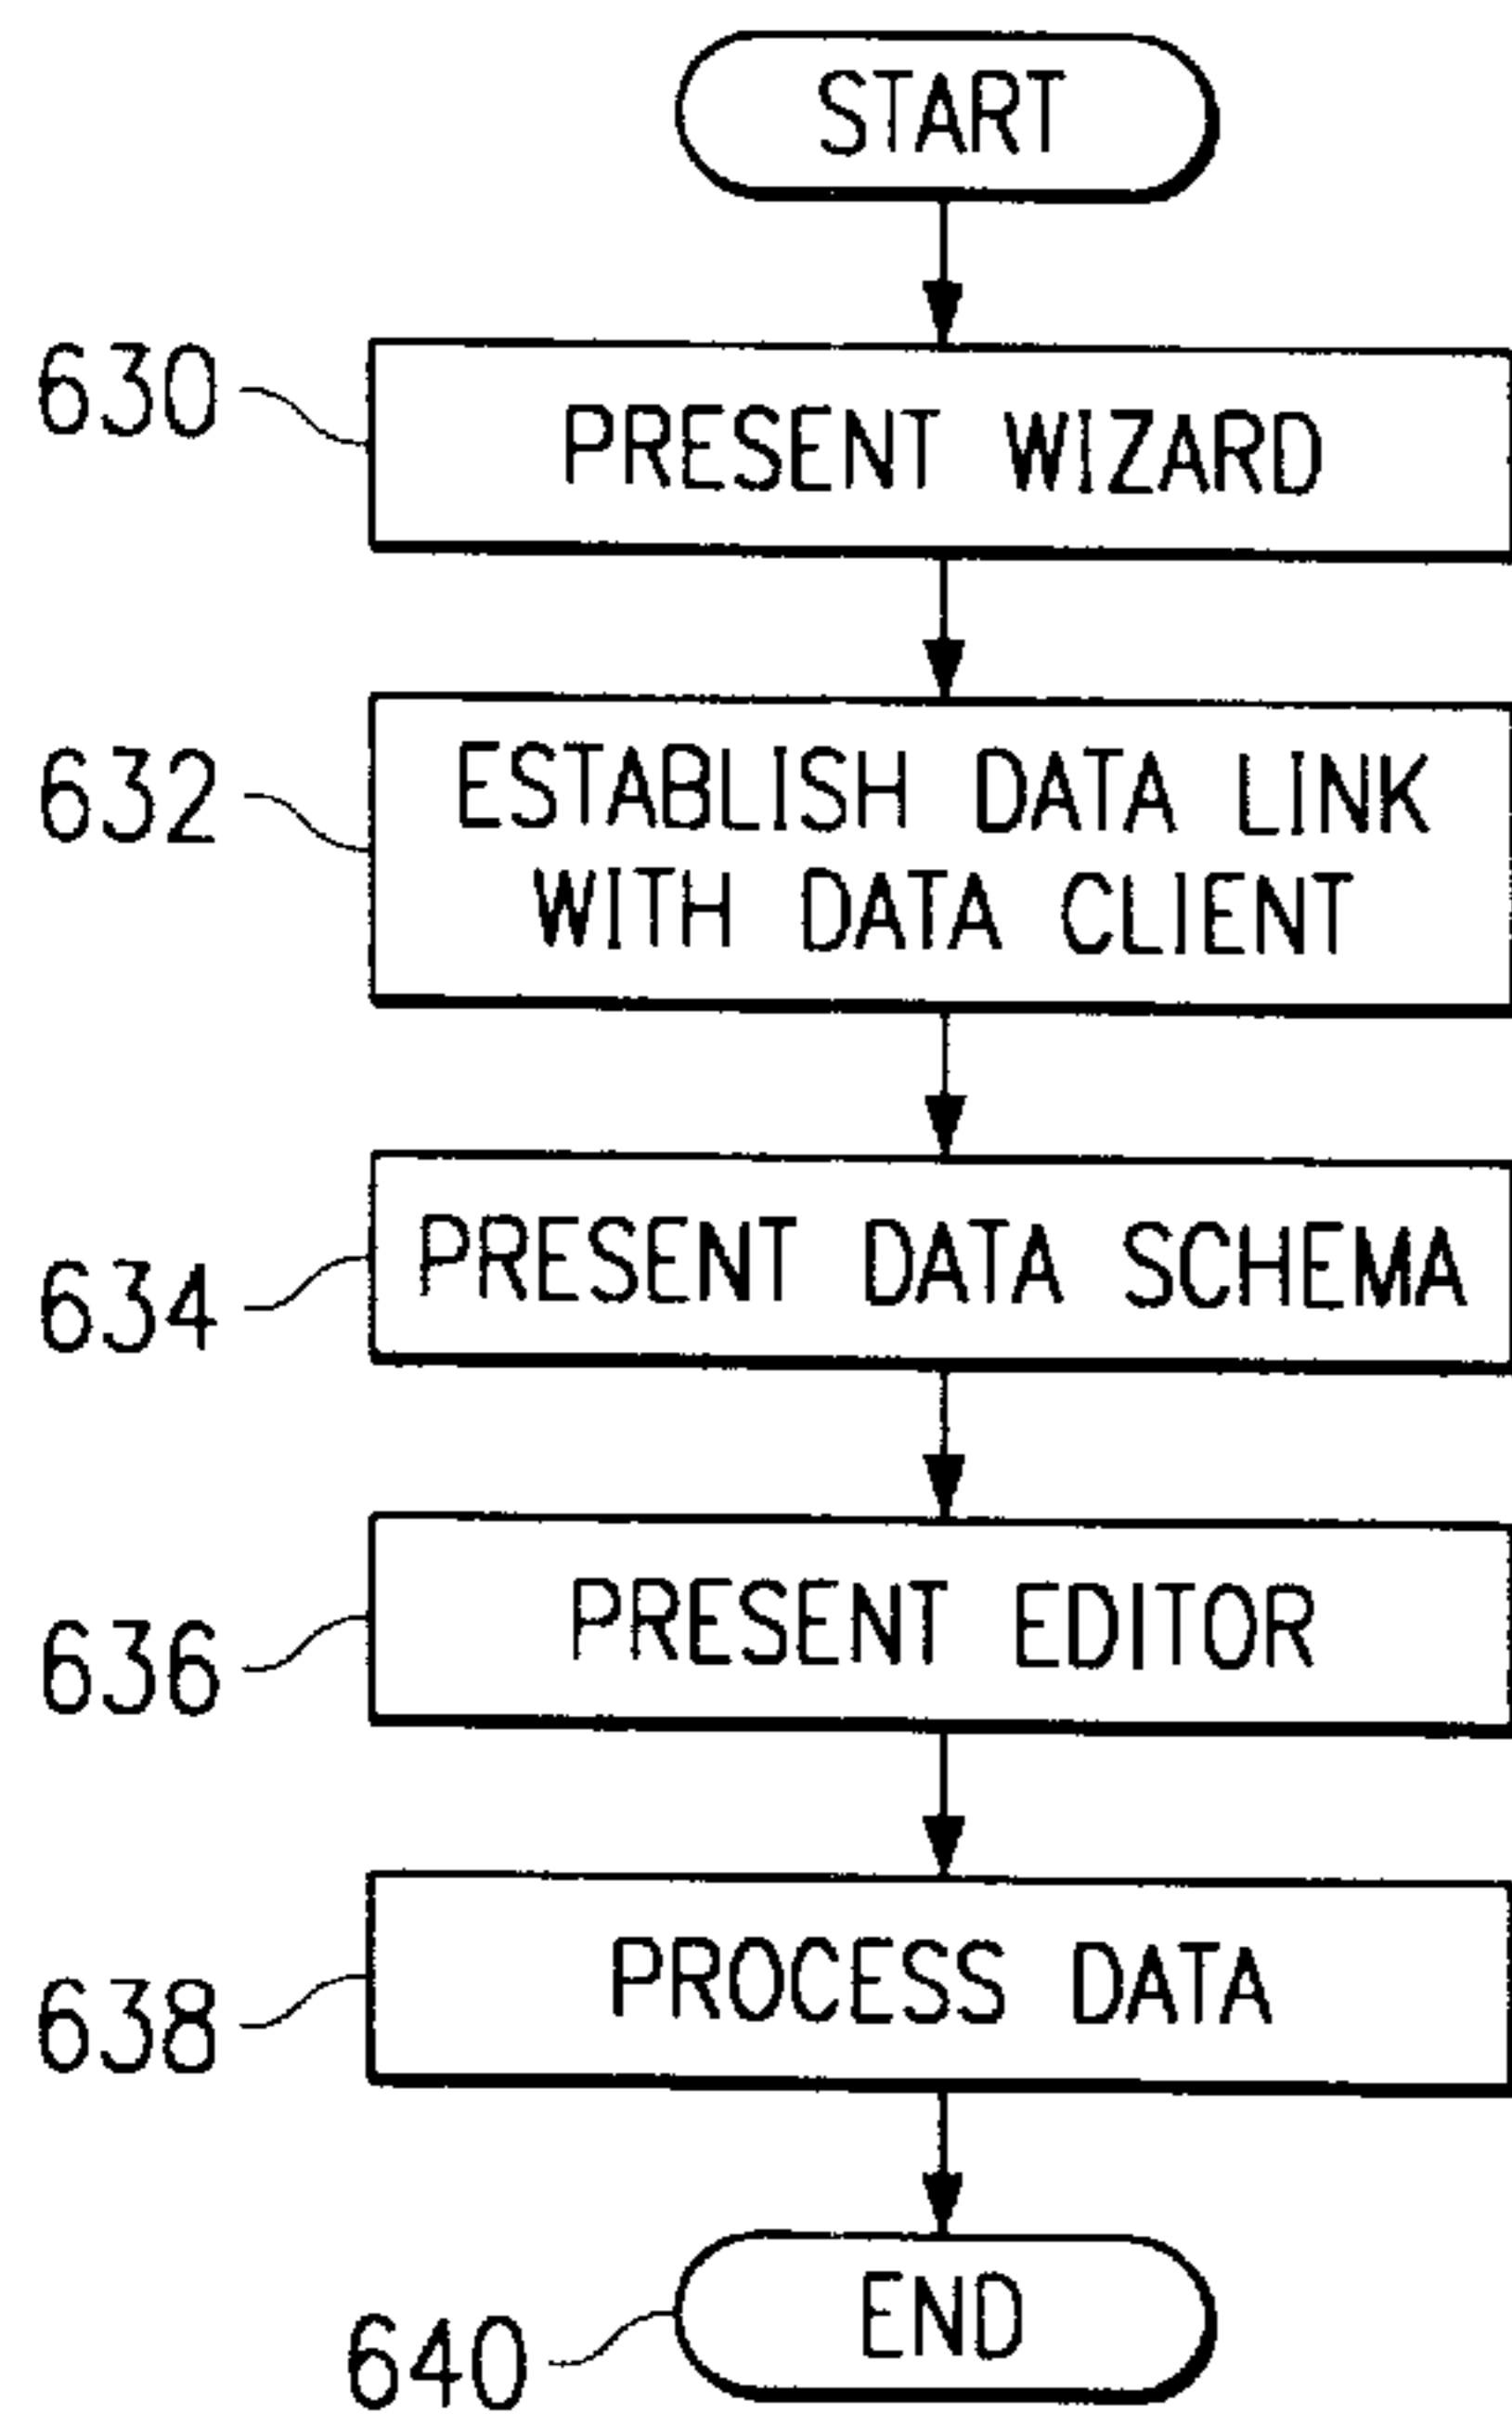 START
630
PRESENT WIZARD
632
ESTABLISH DATA LINK
WITH DATA CLIENT
634
PRESENT DATA SCHEMA
636
PRESENT EDITOR
638
PROCESS DATA
640
END